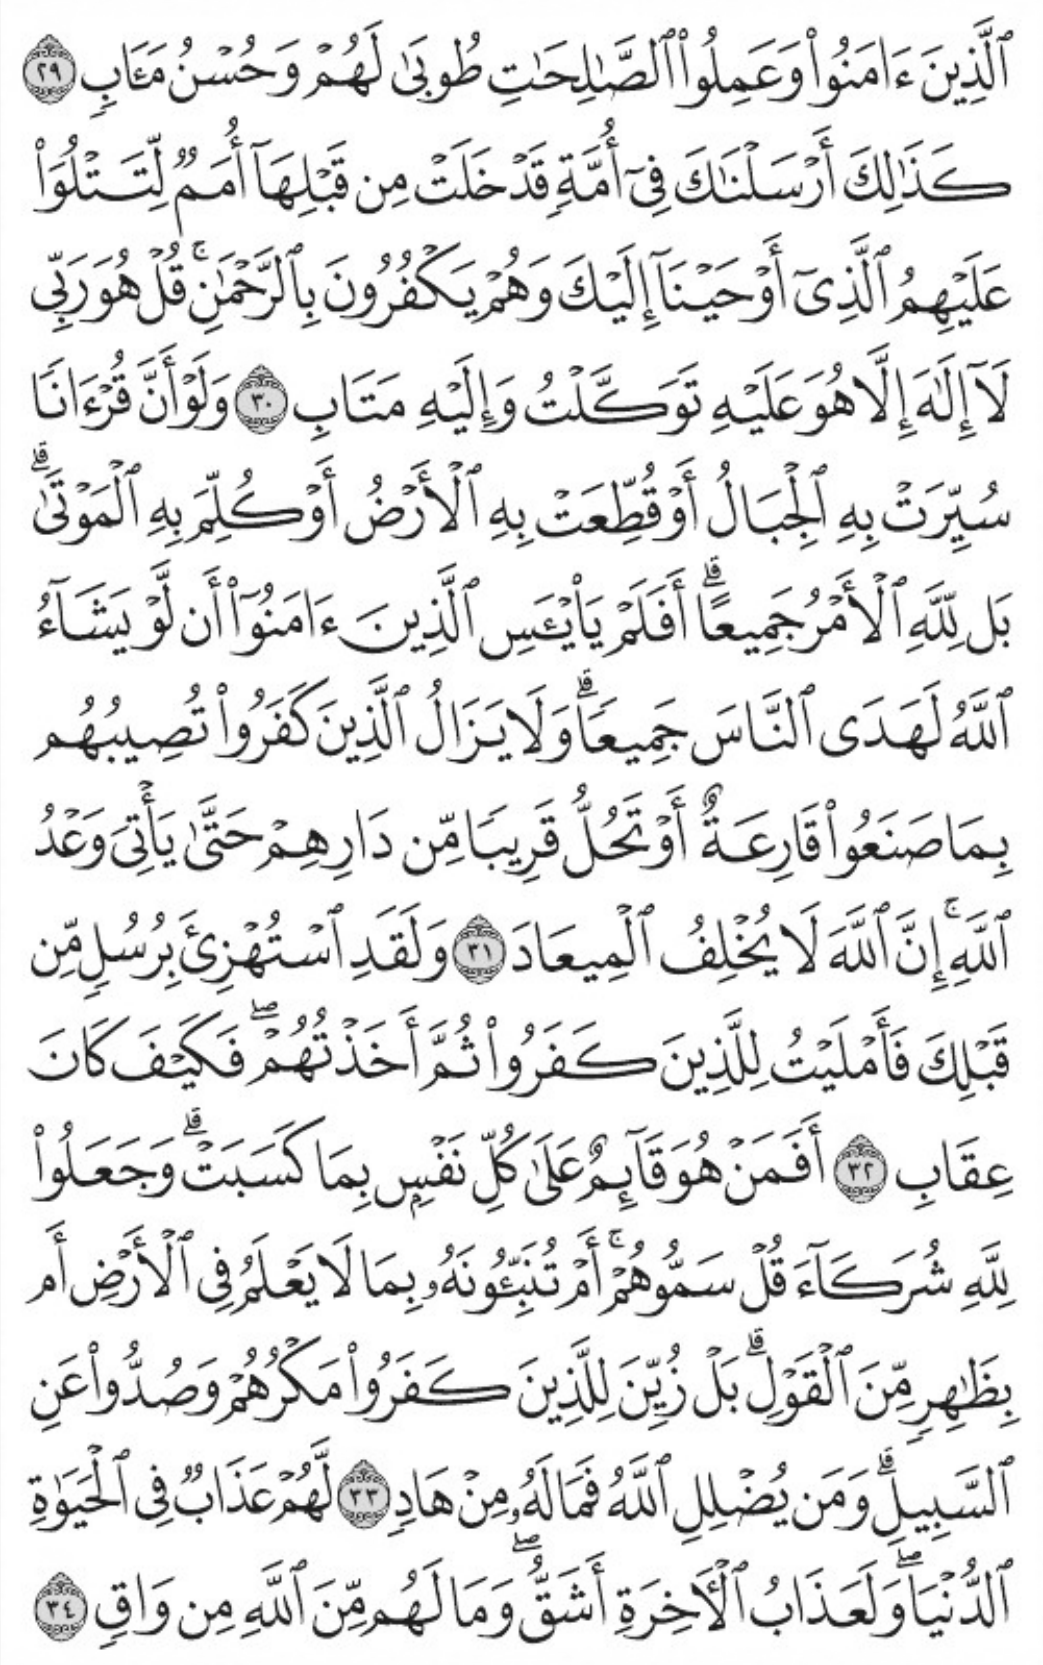 ٱلَّذِينَ ءَامَنُوا۟ وَعَمِلُوا۟ ٱلصَّٰلِحَٰتِ طُوبَىٰ لَهُمْ وَحُسْنُ مَـَٔابٍۢ ٢٩
كَذَٰلِكَ أَرْسَلْنَٰكَ فِىٓ أُمَّةٍۢ قَدْ خَلَتْ مِن قَبْلِهَآ أُمَمٌۭ لِّتَتْلُوَا۟
عَلَيْهِمُ ٱلَّذِىٓ أَوْحَيْنَآ إِلَيْكَ وَهُمْ يَكْفُرُونَ بِٱلرَّحْمَٰنِ ۚ قُلْ هُوَ رَبِّى
لَآ إِلَٰهَ إِلَّا هُوَ عَلَيْهِ تَوَكَّلْتُ وَإِلَيْهِ مَتَابِ ٣٠ وَلَوْ أَنَّ قُرْءَانًۭا
سُيِّرَتْ بِهِ ٱلْجِبَالُ أَوْ قُطِّعَتْ بِهِ ٱلْأَرْضُ أَوْ كُلِّمَ بِهِ ٱلْمَوْتَىٰ ۗ
بَل لِّلَّهِ ٱلْأَمْرُ جَمِيعًا ۗ أَفَلَمْ يَا۟يْـَٔسِ ٱلَّذِينَ ءَامَنُوٓا۟ أَن لَّوْ يَشَآءُ
ٱللَّهُ لَهَدَى ٱلنَّاسَ جَمِيعًۭا ۗ وَلَا يَزَالُ ٱلَّذِينَ كَفَرُوا۟ تُصِيبُهُم
بِمَا صَنَعُوا۟ قَارِعَةٌ أَوْ تَحُلُّ قَرِيبًۭا مِّن دَارِهِمْ حَتَّىٰ يَأْتِىَ وَعْدُ
ٱللَّهِ ۚ إِنَّ ٱللَّهَ لَا يُخْلِفُ ٱلْمِيعَادَ ٣١ وَلَقَدِ ٱسْتُهْزِئَ بِرُسُلٍۢ مِّن
قَبْلِكَ فَأَمْلَيْتُ لِلَّذِينَ كَفَرُوا۟ ثُمَّ أَخَذْتُهُمْ ۖ فَكَيْفَ كَانَ
عِقَابِ ٣٢ أَفَمَنْ هُوَ قَآئِمٌ عَلَىٰ كُلِّ نَفْسٍۭ بِمَا كَسَبَتْ ۗ وَجَعَلُوا۟
لِلَّهِ شُرَكَآءَ قُلْ سَمُّوهُمْ ۚ أَمْ تُنَبِّـُٔونَهُۥ بِمَا لَا يَعْلَمُ فِى ٱلْأَرْضِ أَم
بِظَٰهِرٍۢ مِّنَ ٱلْقَوْلِ ۗ بَلْ زُيِّنَ لِلَّذِينَ كَفَرُوا۟ مَكْرُهُمْ وَصُدُّوا۟ عَنِ
ٱلسَّبِيلِ ۗ وَمَن يُضْلِلِ ٱللَّهُ فَمَا لَهُۥ مِنْ هَادٍۢ ٣٣ لَّهُمْ عَذَابٌۭ فِى ٱلْحَيَوٰةِ
ٱلدُّنْيَا ۖ وَلَعَذَابُ ٱلْـَٔاخِرَةِ أَشَقُّ ۖ وَمَا لَهُم مِّنَ ٱللَّهِ مِن وَاقٍۢ ٣٤